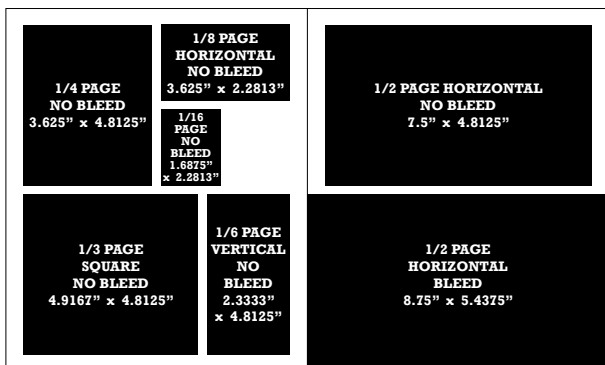 1/4 PAGE
NO BLEED
3.625” x 4.8125”
1/8 PAGE
HORIZONTAL
NO BLEED
3.625” x 2.2813”
1/16
PAGE
NO
BLEED
1.6875”
x 2.2813”
1/3 PAGE
SQUARE
NO BLEED
4.9167” x 4.8125”
1/6 PAGE
VERTICAL
NO
BLEED
2.3333”
x 4.8125”
1/2 PAGE HORIZONTAL
NO BLEED
7.5” x 4.8125”
1/2 PAGE
HORIZONTAL
BLEED
8.75” x 5.4375”